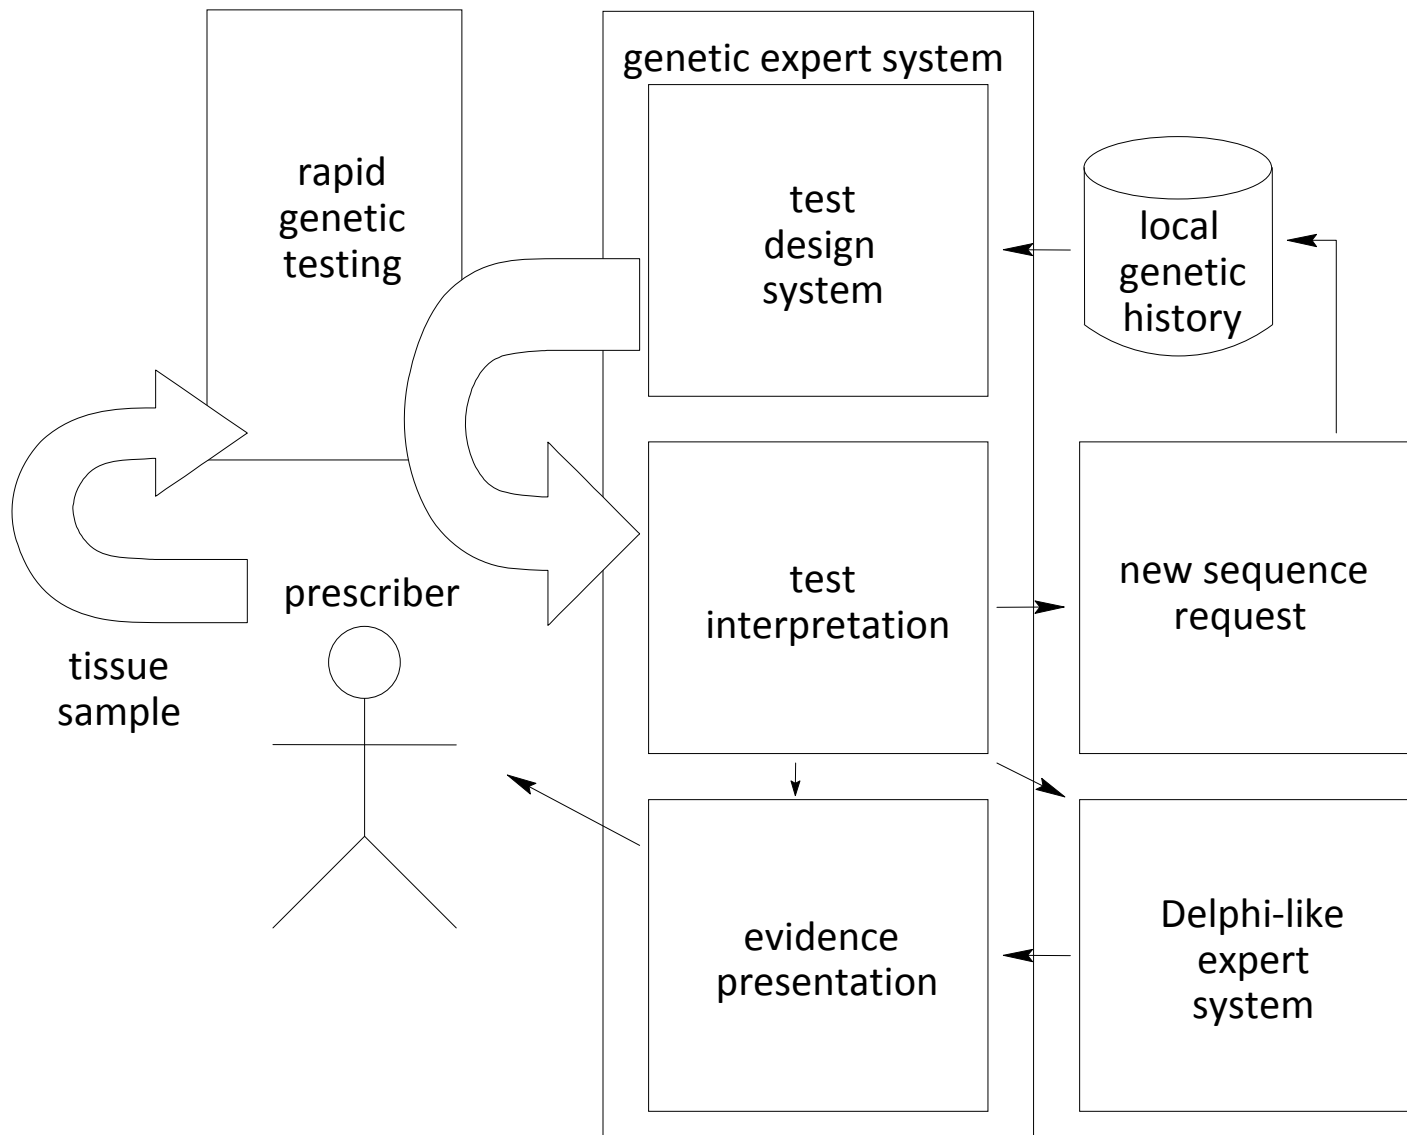 genetic expert system
rapid
genetic
testing
test
design
system
local
genetic
history
prescriber
tissue
sample
test
interpretation
new sequence
request
evidence
presentation
Delphi-like
expert
system